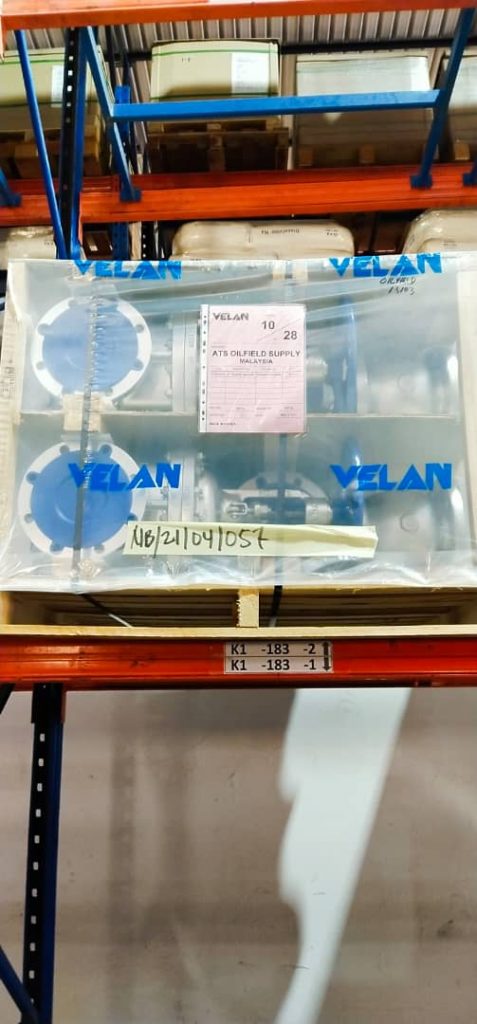 VELAN
VELAN
OILFIELD
VELAN
10
28
ATS OILFIELD SUPPLY
MALAYSIA
VELAN
VELAN
NB/21/04/057
K1 -183 -2
K1 -183 -1